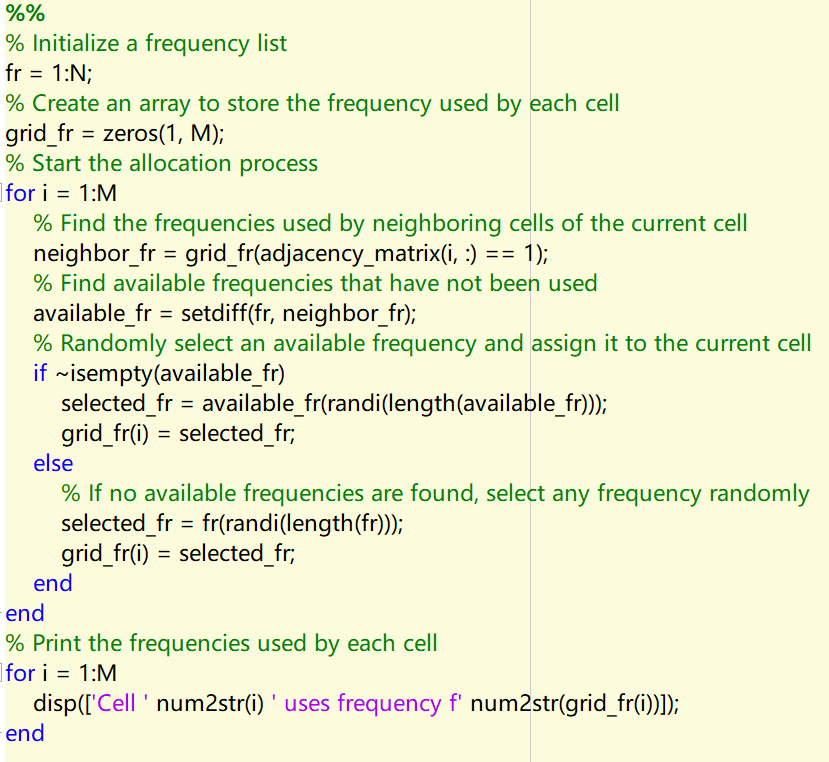 %%
% Initialize a frequency list
fr = 1:N;
% Create an array to store the frequency used by each cell
grid_fr = zeros(1, M);
% Start the allocation process
for i = 1:M
% Find the frequencies used by neighboring cells of the current cell
neighbor_fr = grid_fr(adjacency_matrix(i, :) == 1);
% Find available frequencies that have not been used
available_fr = setdiff(fr, neighbor_fr);
% Randomly select an available frequency and assign it to the current cell
if ~isempty(available_fr)
selected_fr = available_fr(randi(length(available_fr)));
grid_fr(i) = selected_fr;
else
% If no available frequencies are found, select any frequency randomly
selected_fr = fr(randi(length(fr)));
grid_fr(i) = selected_fr;
end
end
% Print the frequencies used by each cell
for i = 1:M
disp(['Cell ' num2str(i) ' uses frequency f' num2str(grid_fr(i))]);
end